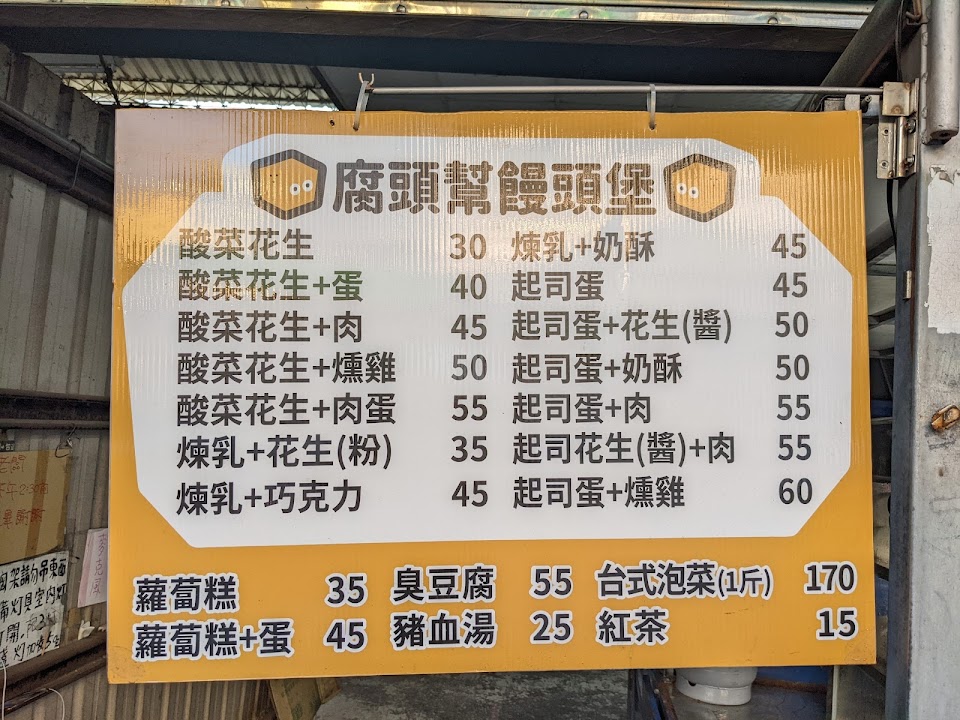 腐頭幫饅頭堡
酸菜花生 30
酸菜花生+蛋 40
酸菜花生+肉 45
酸菜花生+燻雞 50
酸菜花生+肉蛋 55
煉乳+花生(粉) 35
煉乳+巧克力 45
煉乳+奶酥 45
起司蛋 45
起司蛋+花生(醬) 50
起司蛋+奶酥 50
起司蛋+肉 55
起司花生(醬)+肉 55
起司蛋+燻雞 60
蘿蔔糕 35
蘿蔔糕+蛋 45
臭豆腐 55
豬血湯 25
台式泡菜(1斤) 170
紅茶 15
架請勿吊東西